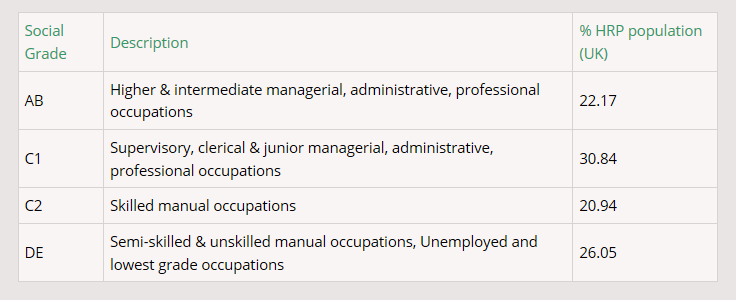 Social
Grade
Description
% HRP population
(UK)
AB
Higher & intermediate managerial, administrative, professional
occupations
22.17
C1
Supervisory, clerical & junior managerial, administrative,
professional occupations
30.84
C2
Skilled manual occupations
20.94
DE
Semi-skilled & unskilled manual occupations, Unemployed and
lowest grade occupations
26.05